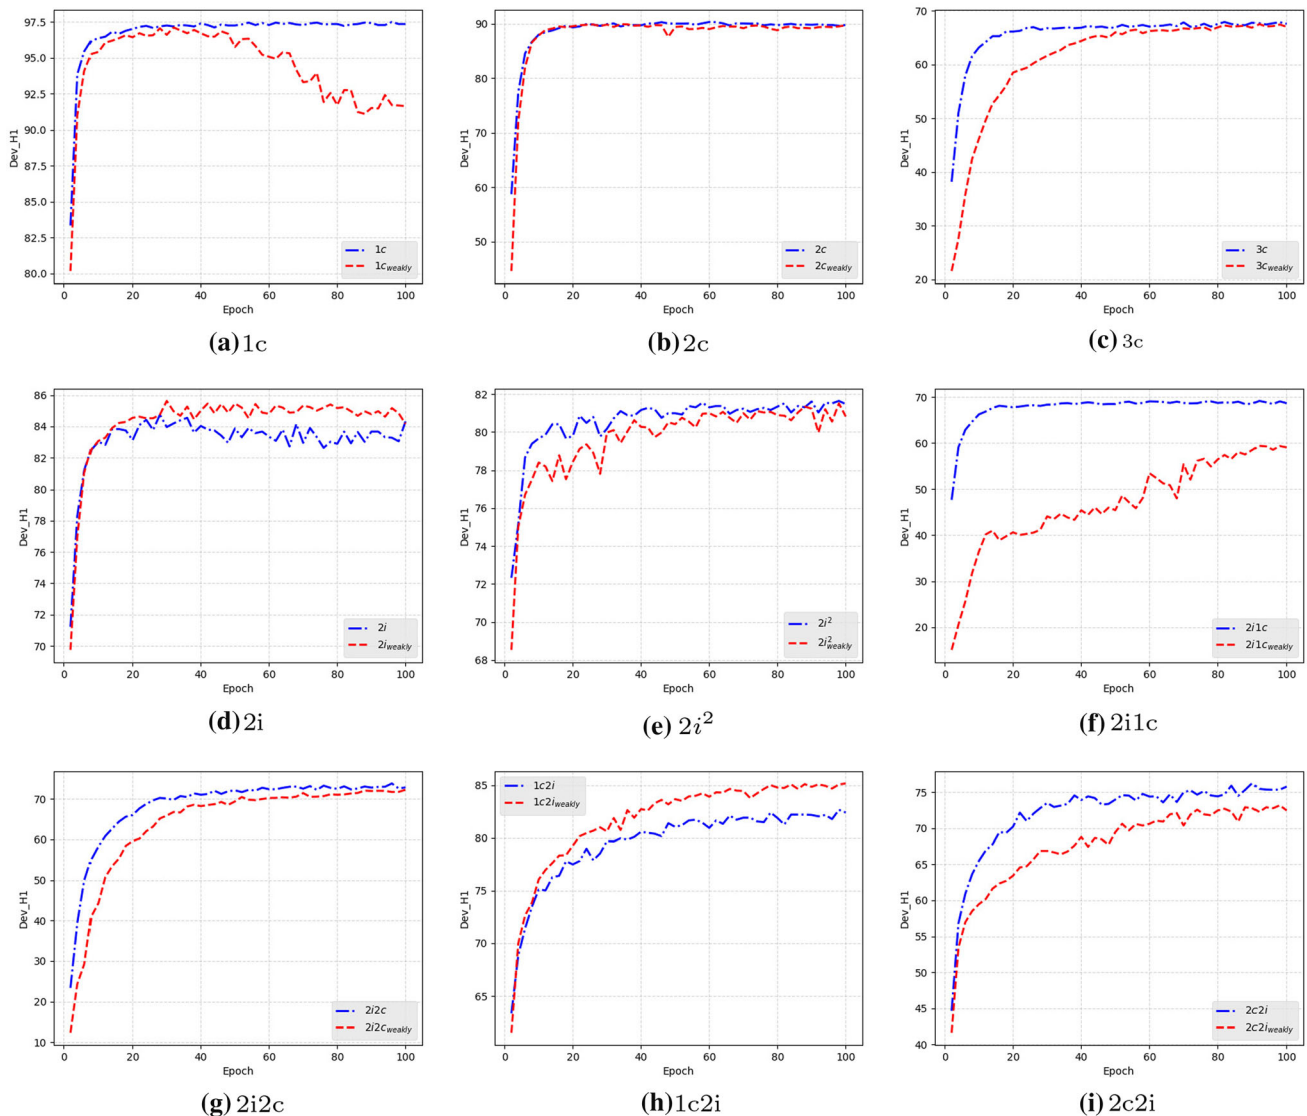 97.5
95.0
92.5
90.0
87.5
85.0
82.5
80.0
Dev_H1
1c
1c_weakly
0 20 40 60 80 100
Epoch
(a) 1c
90
80
70
60
50
Dev_H1
2c
2c_weakly
0 20 40 60 80 100
Epoch
(b) 2c
70
60
50
40
30
20
Dev_H1
3c
3c_weakly
0 20 40 60 80 100
Epoch
(c) 3c
86
84
82
80
78
76
74
72
70
Dev_H1
2i
2i_weakly
0 20 40 60 80 100
Epoch
(d) 2i
82
80
78
76
74
72
70
68
Dev_H1
2i²
2i²_weakly
0 20 40 60 80 100
Epoch
(e) 2i²
70
60
50
40
30
20
Dev_H1
2i1c
2i1c_weakly
0 20 40 60 80 100
Epoch
(f) 2i1c
70
60
50
40
30
20
10
Dev_H1
2i2c
2i2c_weakly
0 20 40 60 80 100
Epoch
(g) 2i2c
85
80
75
70
65
Dev_H1
1c2i
1c2i_weakly
0 20 40 60 80 100
Epoch
(h) 1c2i
75
70
65
60
55
50
45
40
Dev_H1
2c2i
2c2i_weakly
0 20 40 60 80 100
Epoch
(i) 2c2i